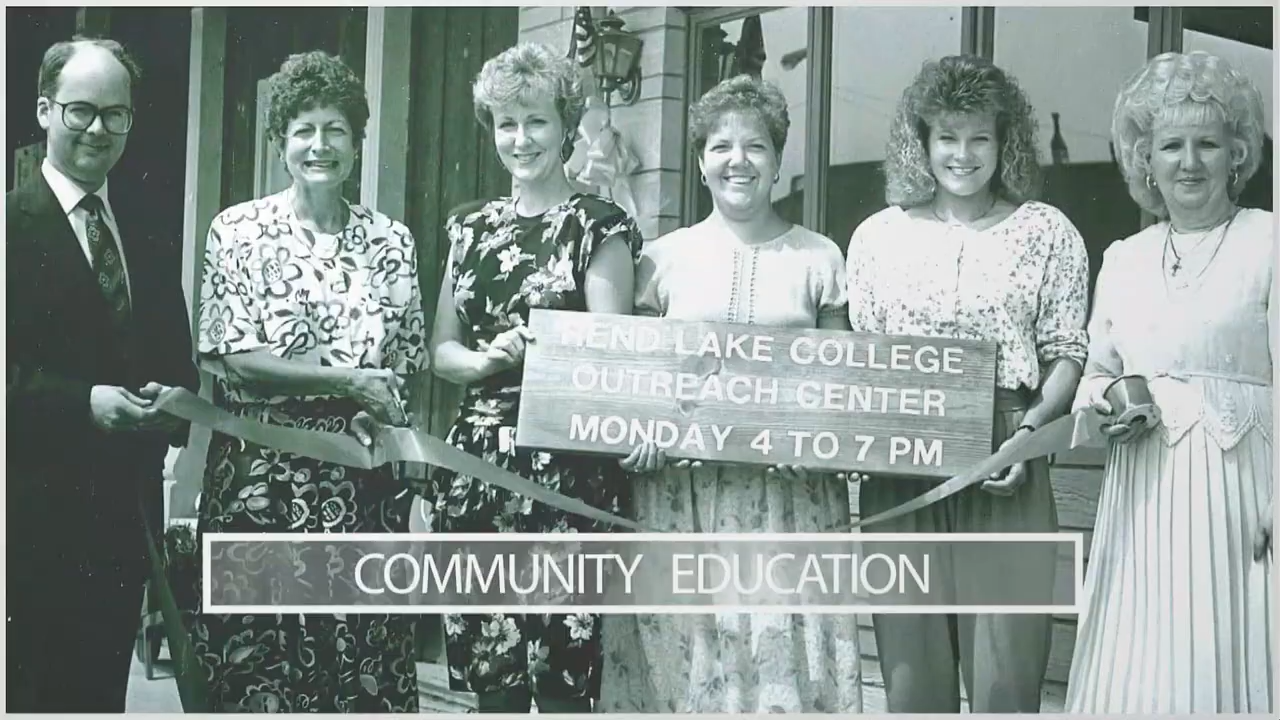 REND LAKE COLLEGE
OUTREACH CENTER
MONDAY 4 TO 7 PM
COMMUNITY EDUCATION